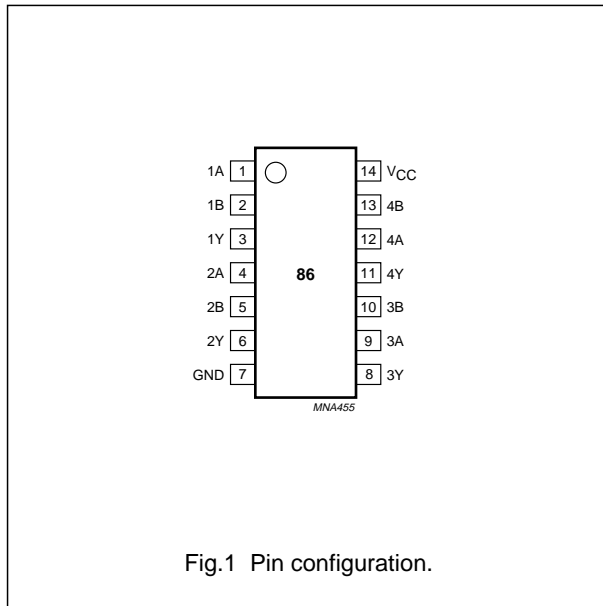 1A 1 14 VCC
1B 2 13 4B
1Y 3 12 4A
2A 4 86 11 4Y
2B 5 10 3B
2Y 6 9 3A
GND 7 8 3Y
MNA455
Fig.1 Pin configuration.